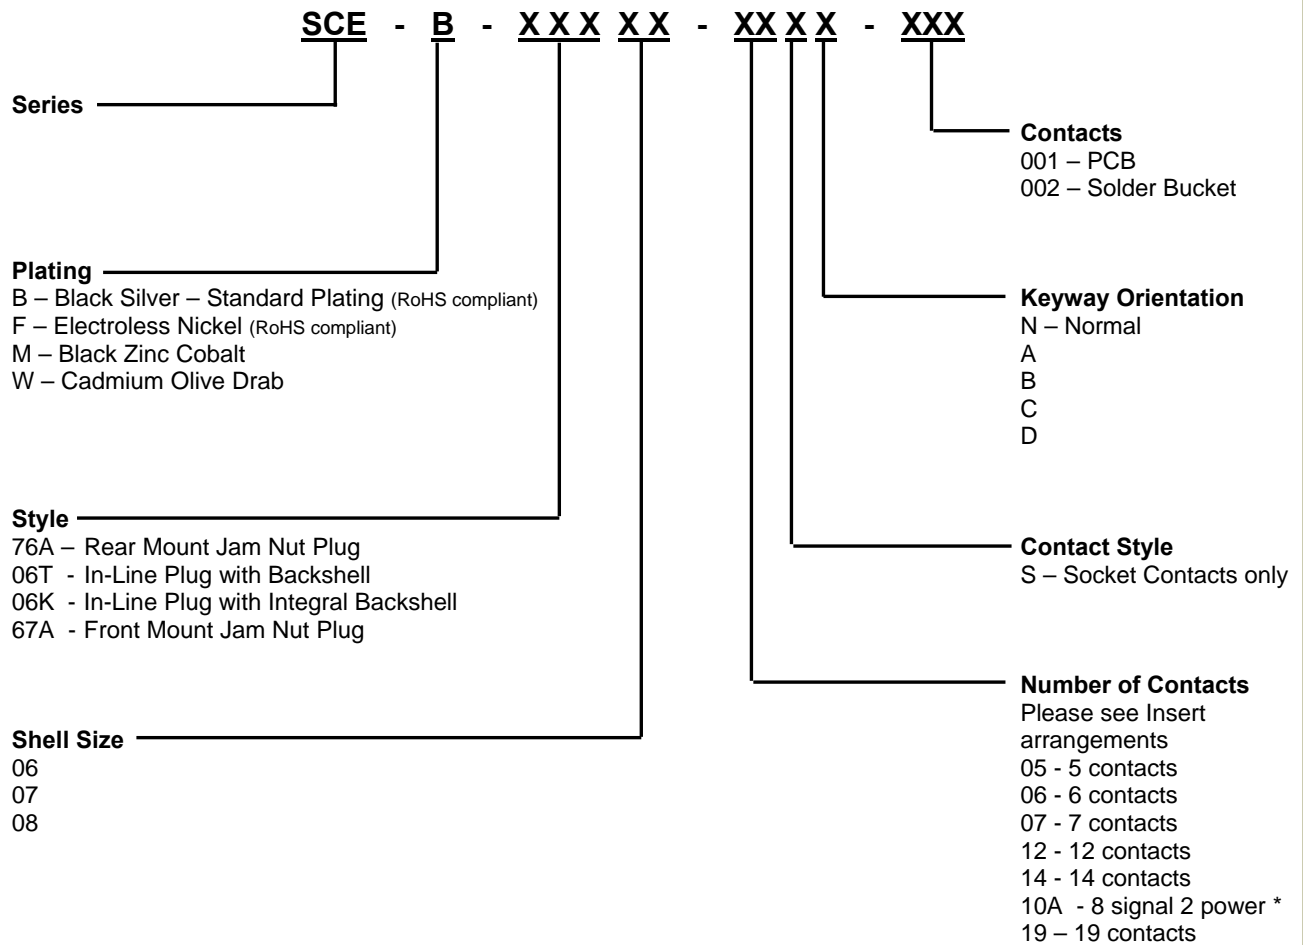 SCE - B - X X X X X - XX X X - XXX
Series
Plating
B – Black Silver – Standard Plating (RoHS compliant)
F – Electroless Nickel (RoHS compliant)
M – Black Zinc Cobalt
W – Cadmium Olive Drab
Style
76A – Rear Mount Jam Nut Plug
06T - In-Line Plug with Backshell
06K - In-Line Plug with Integral Backshell
67A - Front Mount Jam Nut Plug
Shell Size
06
07
08
Contacts
001 – PCB
002 – Solder Bucket
Keyway Orientation
N – Normal
A
B
C
D
Contact Style
S – Socket Contacts only
Number of Contacts
Please see Insert
arrangements
05 - 5 contacts
06 - 6 contacts
07 - 7 contacts
12 - 12 contacts
14 - 14 contacts
10A - 8 signal 2 power *
19 – 19 contacts